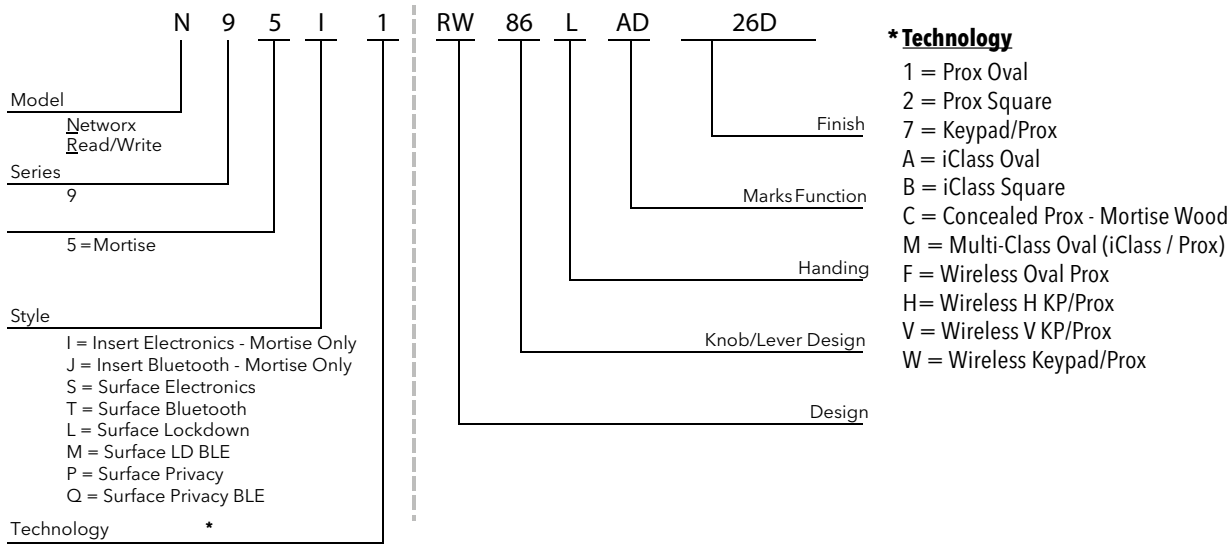 N 9 5 I 1 RW 86 L AD 26D
Model
Networx
Read/Write
Series
9
5 = Mortise
Style
I = Insert Electronics - Mortise Only
J = Insert Bluetooth - Mortise Only
S = Surface Electronics
T = Surface Bluetooth
L = Surface Lockdown
M = Surface LD BLE
P = Surface Privacy
Q = Surface Privacy BLE
Technology *
Finish
Marks Function
Handing
Knob/Lever Design
Design
* Technology
1 = Prox Oval
2 = Prox Square
7 = Keypad/Prox
A = iClass Oval
B = iClass Square
C = Concealed Prox - Mortise Wood
M = Multi-Class Oval (iClass / Prox)
F = Wireless Oval Prox
H= Wireless H KP/Prox
V = Wireless V KP/Prox
W = Wireless Keypad/Prox